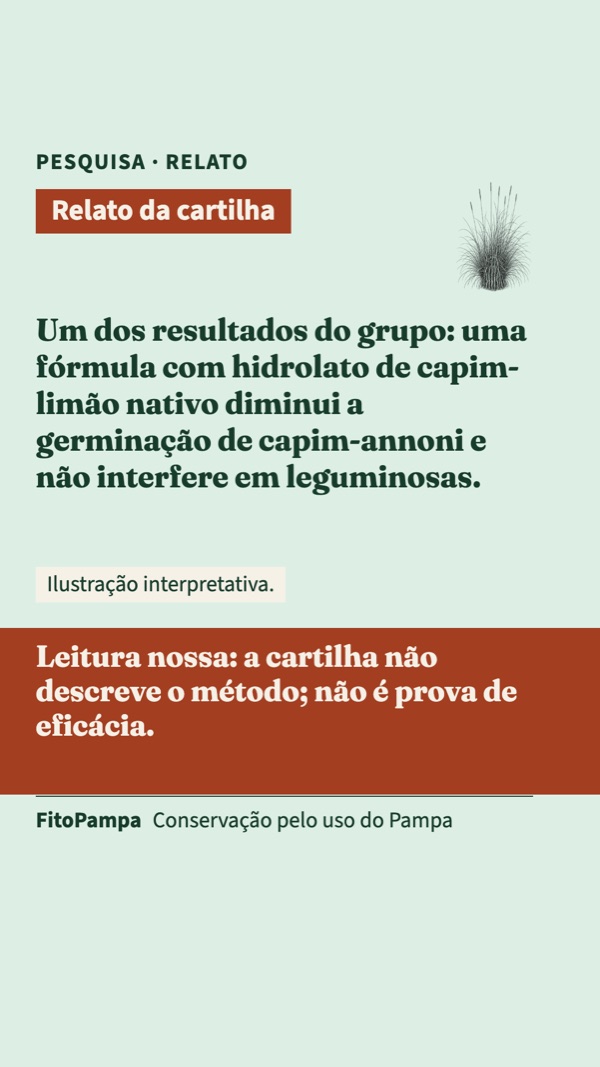 PESQUISA · RELATO
Relato da cartilha
Um dos resultados do grupo: uma
fórmula com hidrolato de capim-
limão nativo diminui a
germinação de capim-annoni e
não interfere em leguminosas.
Ilustração interpretativa.
Leitura nossa: a cartilha não
descreve o método; não é prova de
eficácia.
FitoPampa Conservação pelo uso do Pampa